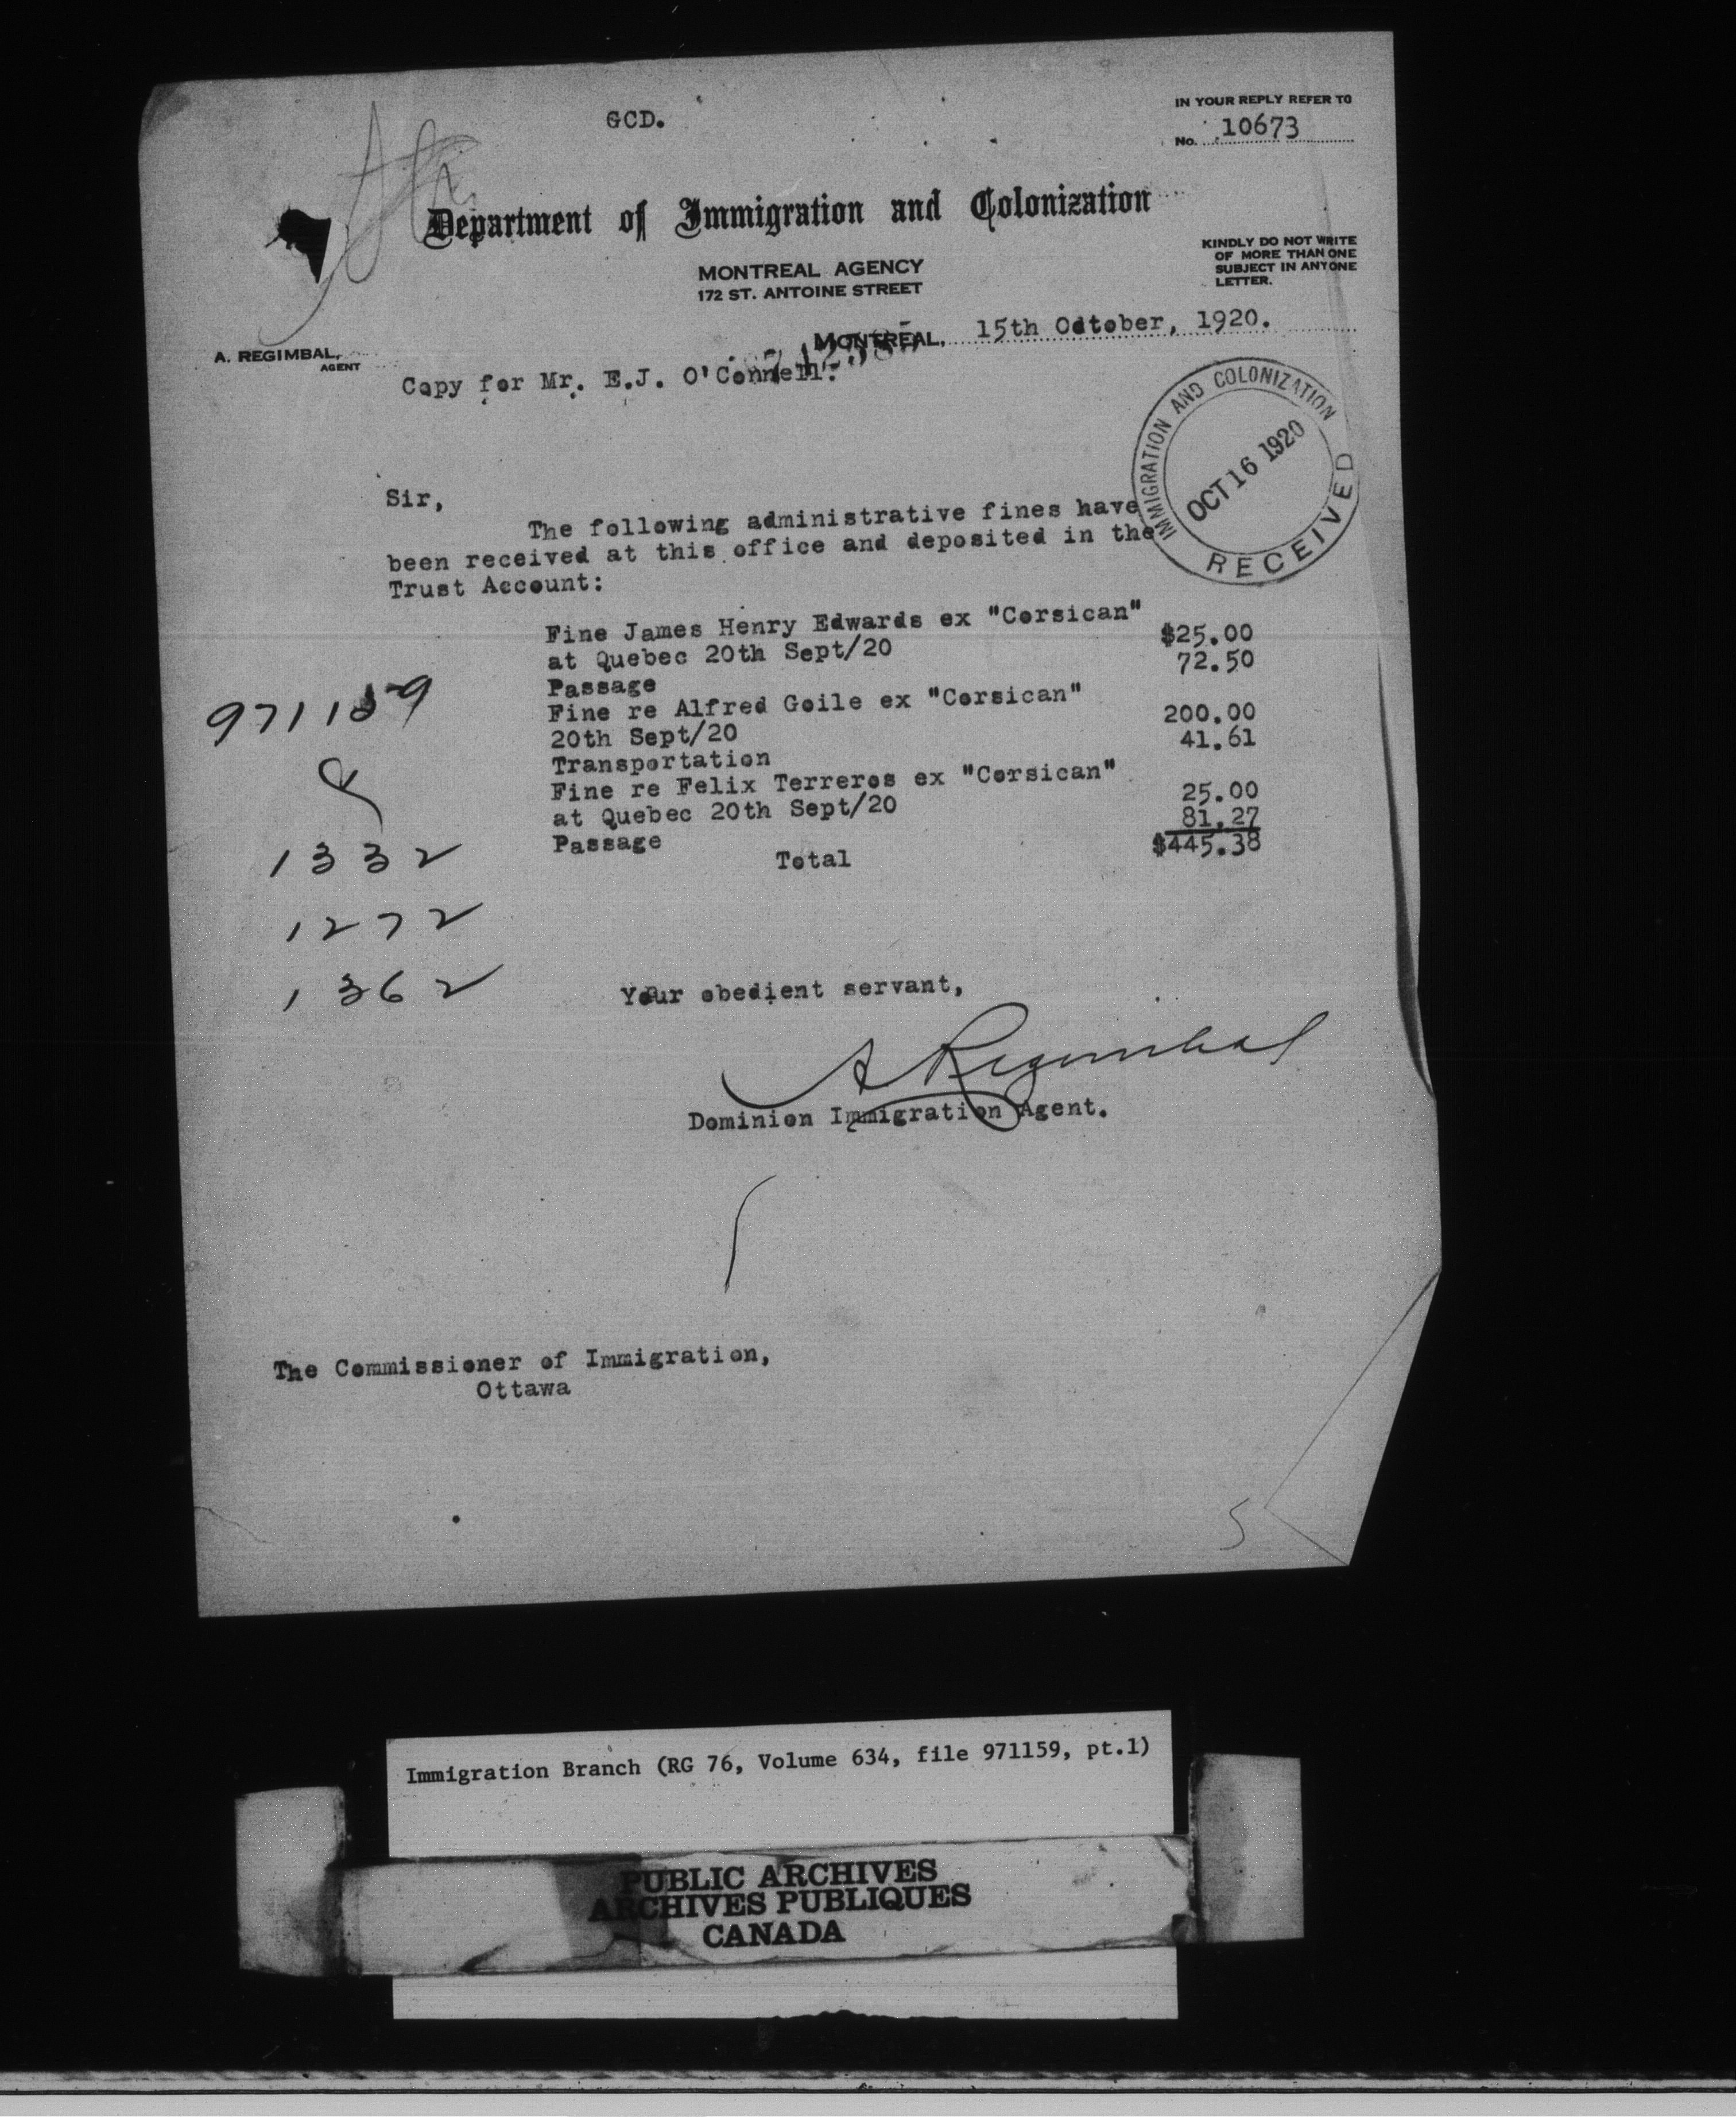 GCD.
IN YOUR REPLY REFER TO
No. 10673
Department of Immigration and Colonization
MONTREAL AGENCY
172 ST. ANTOINE STREET
KINDLY DO NOT WRITE
OF MORE THAN ONE
SUBJECT IN ANY ONE
LETTER.
MONTREAL, 15th Odtober, 1920.
A. REGIMBAL,
AGENT
Copy for Mr. E.J. O'Connell.
IMMIGRATION AND COLONIZATION
OCT 16 1920
RECEIVED
Sir,
The following administrative fines have
been received at this office and deposited in the
Trust Account:
Fine James Henry Edwards ex "Corsican"
at Quebec 20th Sept/20 $25.00
Passage 72.50
Fine re Alfred Goile ex "Corsican"
20th Sept/20 200.00
Transportation 41.61
Fine re Felix Terreros ex "Corsican"
at Quebec 20th Sept/20 25.00
Passage 81.27
Total $445.38
971159
1332
1272
1362
Your obedient servant,
A Regimbal
Dominion Immigration Agent.
The Commissioner of Immigration,
Ottawa
Immigration Branch (RG 76, Volume 634, file 971159, pt.1)
PUBLIC ARCHIVES
ARCHIVES PUBLIQUES
CANADA